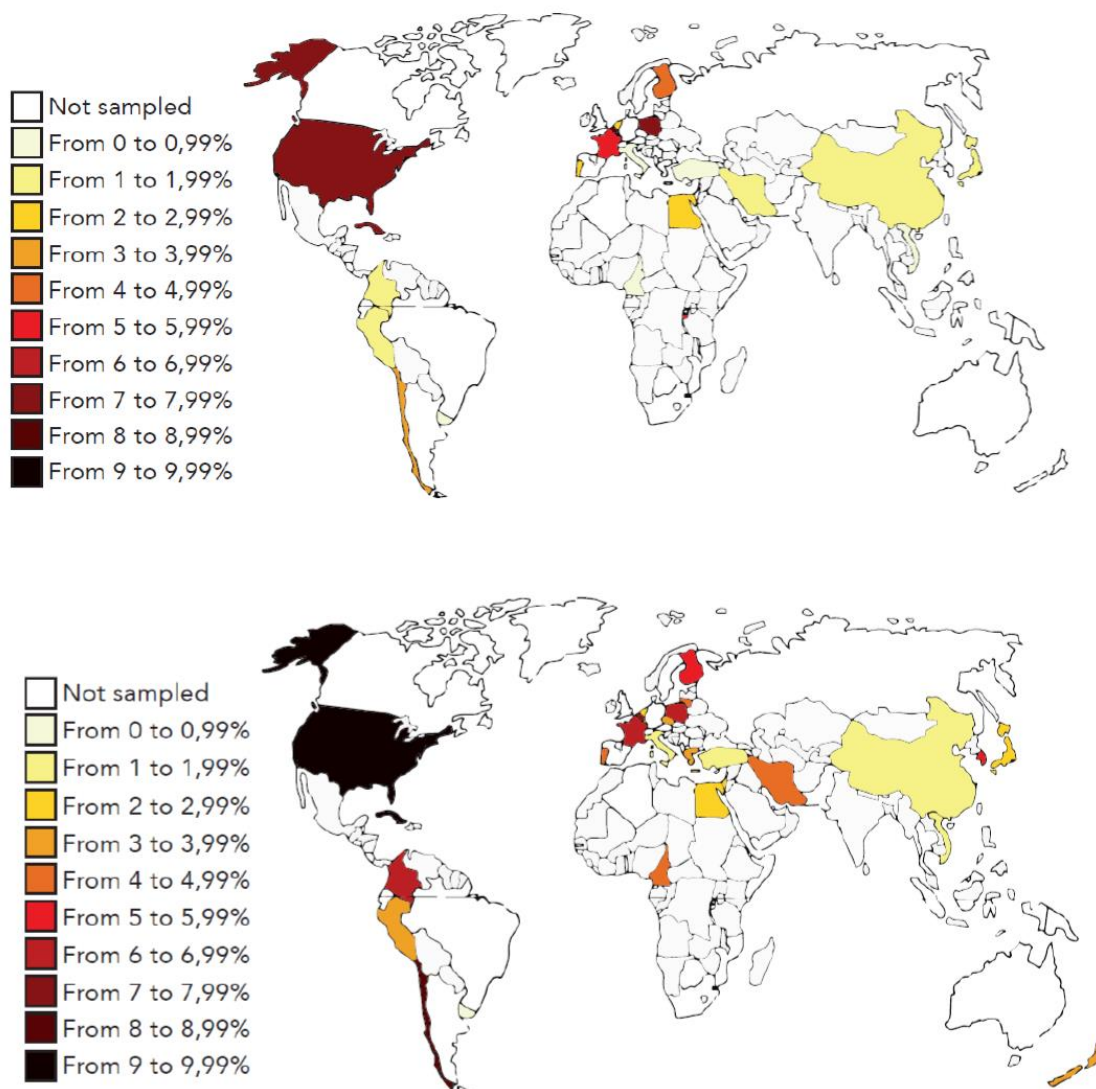 Not sampled
From 0 to 0,99%
From 1 to 1,99%
From 2 to 2,99%
From 3 to 3,99%
From 4 to 4,99%
From 5 to 5,99%
From 6 to 6,99%
From 7 to 7,99%
From 8 to 8,99%
From 9 to 9,99%
Not sampled
From 0 to 0,99%
From 1 to 1,99%
From 2 to 2,99%
From 3 to 3,99%
From 4 to 4,99%
From 5 to 5,99%
From 6 to 6,99%
From 7 to 7,99%
From 8 to 8,99%
From 9 to 9,99%